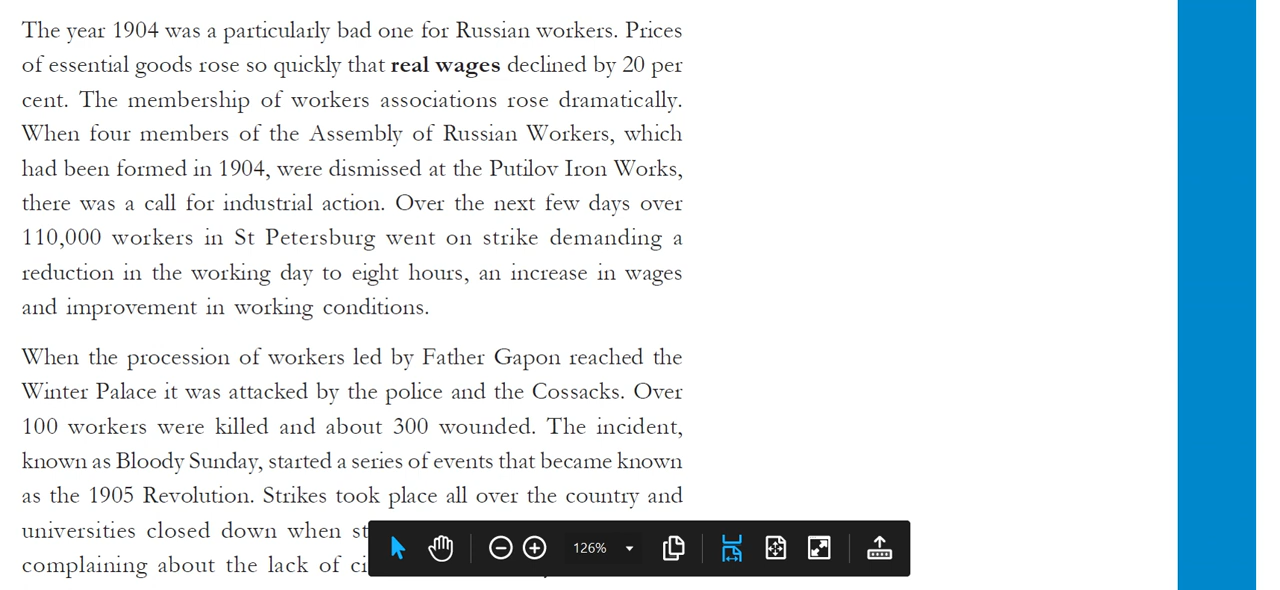 The year 1904 was a particularly bad one for Russian workers. Prices
of essential goods rose so quickly that real wages declined by 20 per
cent. The membership of workers associations rose dramatically.
When four members of the Assembly of Russian Workers, which
had been formed in 1904, were dismissed at the Putilov Iron Works,
there was a call for industrial action. Over the next few days over
110,000 workers in St Petersburg went on strike demanding a
reduction in the working day to eight hours, an increase in wages
and improvement in working conditions.
When the procession of workers led by Father Gapon reached the
Winter Palace it was attacked by the police and the Cossacks. Over
100 workers were killed and about 300 wounded. The incident,
known as Bloody Sunday, started a series of events that became known
as the 1905 Revolution. Strikes took place all over the country and
universities closed down when st
complaining about the lack of ci
126%